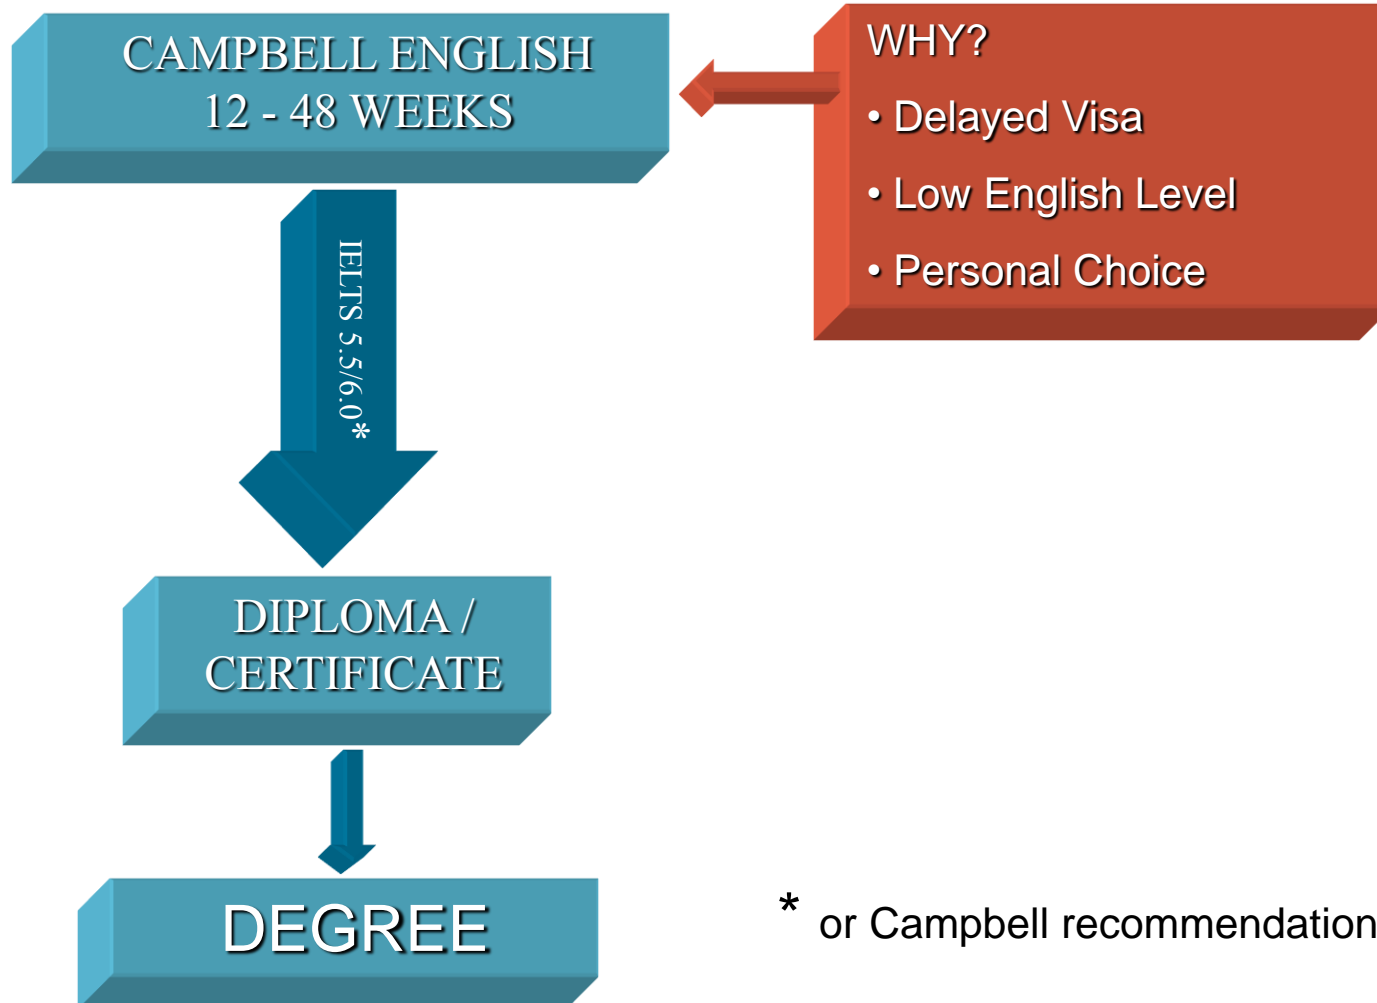 CAMPBELL ENGLISH
12 - 48 WEEKS
WHY?
• Delayed Visa
• Low English Level
• Personal Choice
IELTS 5.5/6.0*
DIPLOMA /
CERTIFICATE
DEGREE
* or Campbell recommendation